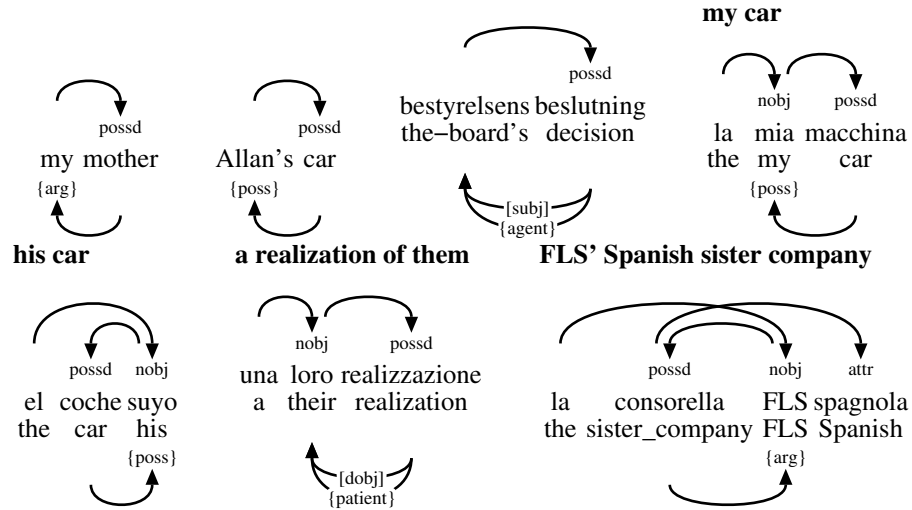 my car
possd
my mother
{arg}
possd
Allan's car
{poss}
possd
bestyrelsens beslutning
the−board's decision
[subj]
{agent}
nobj possd
la mia macchina
the my car
{poss}
his car
a realization of them
FLS' Spanish sister company
possd nobj
el coche suyo
the car his
{poss}
nobj possd
una loro realizzazione
a their realization
[dobj]
{patient}
possd nobj attr
la consorella FLS spagnola
the sister_company FLS Spanish
{arg}